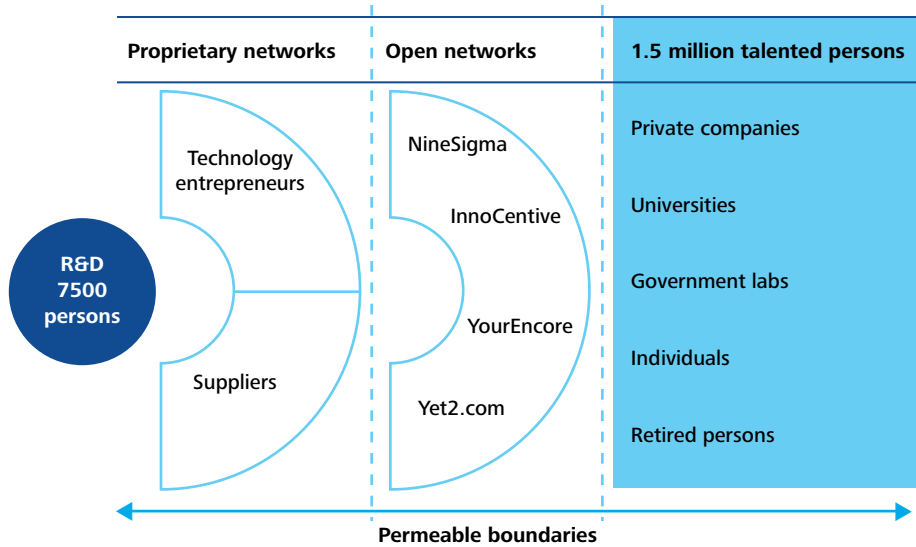 Proprietary networks
Open networks
1.5 million talented persons
R&D
7500
persons
Technology
entrepreneurs
Suppliers
NineSigma
InnoCentive
YourEncore
Yet2.com
Private companies
Universities
Government labs
Individuals
Retired persons
Permeable boundaries